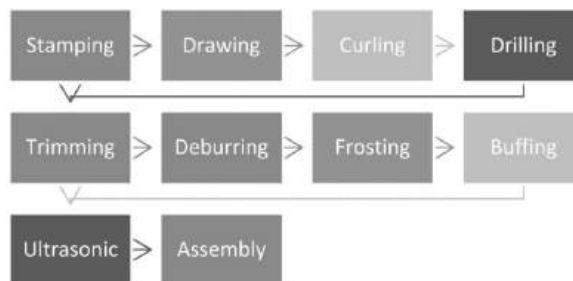 Stamping Drawing Curling Drilling
Trimming Deburring Frosting Buffing
Ultrasonic Assembly